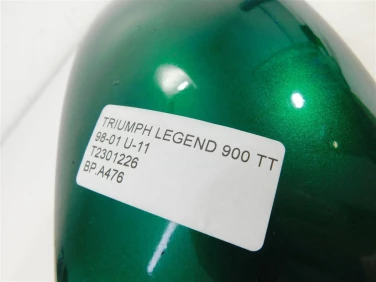 TRIUMPH LEGEND 900 TT
98-01 U-11
T2301226
BP.A476